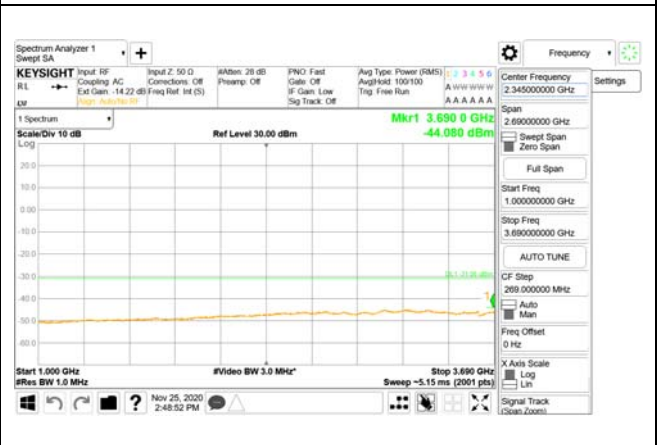 Spectrum Analyzer 1
Swept SA
Frequency
KEYSIGHT
RL
Input: RF
Coupling: AC
Ext Gain: -14.22 dB
Align: Auto/No RF
Input Z: 50 Ω
Corrections: Off
Freq Ref: Int (S)
#Atten: 28 dB
Preamp: Off
PNO: Fast
Gate: Off
IF Gain: Low
Sig Track: Off
Avg Type: Power (RMS)
Avg|Hold: 100/100
Trig: Free Run
1 2 3 4 5 6
A W W W W W
A A A A A A
1 Spectrum
Scale/Div 10 dB
Ref Level 30.00 dBm
Mkr1 3.690 0 GHz
-44.080 dBm
Log
20.0
10.0
0.00
-10.0
-20.0
-30.0
-40.0
-50.0
-60.0
1
Start 1.000 GHz
#Res BW 1.0 MHz
#Video BW 3.0 MHz*
Stop 3.690 GHz
Sweep ~5.15 ms (2001 pts)
Nov 25, 2020
2:48:52 PM
Settings
Center Frequency
2.345000000 GHz
Span
2.69000000 GHz
Swept Span
Zero Span
Full Span
Start Freq
1.000000000 GHz
Stop Freq
3.690000000 GHz
AUTO TUNE
CF Step
269.000000 MHz
Auto
Man
Freq Offset
0 Hz
X Axis Scale
Log
Lin
Signal Track
(Span Zoom)